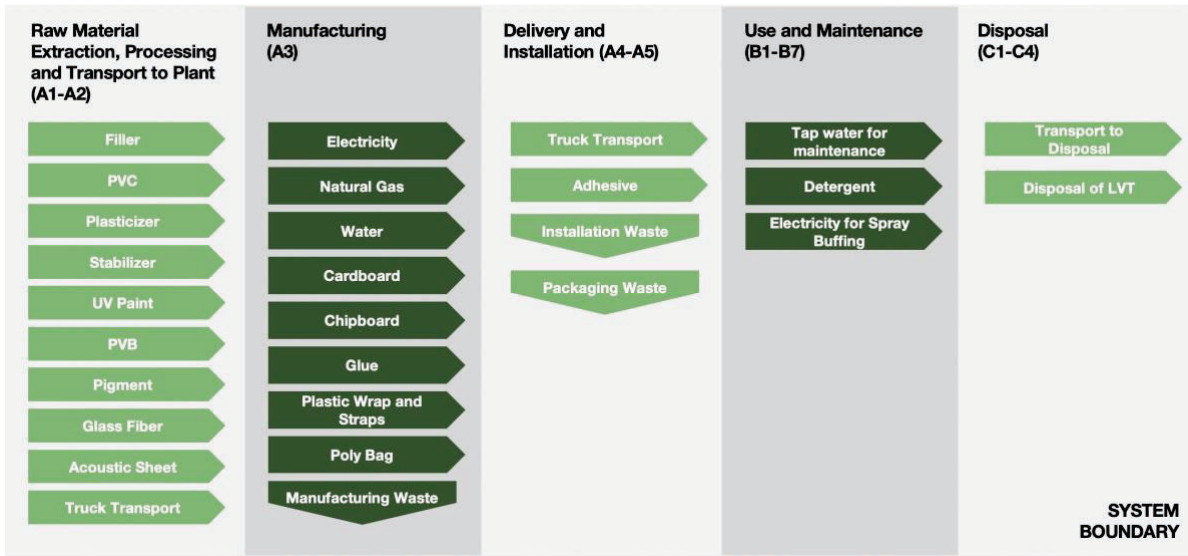 Raw Material
Extraction, Processing
and Transport to Plant
(A1-A2)
Filler
PVC
Plasticizer
Stabilizer
UV Paint
PVB
Pigment
Glass Fiber
Acoustic Sheet
Truck Transport
Manufacturing
(A3)
Electricity
Natural Gas
Water
Cardboard
Chipboard
Glue
Plastic Wrap and
Straps
Poly Bag
Manufacturing Waste
Delivery and
Installation (A4-A5)
Truck Transport
Adhesive
Installation Waste
Packaging Waste
Use and Maintenance
(B1-B7)
Tap water for
maintenance
Detergent
Electricity for Spray
Buffing
Disposal
(C1-C4)
Transport to
Disposal
Disposal of LVT
SYSTEM
BOUNDARY